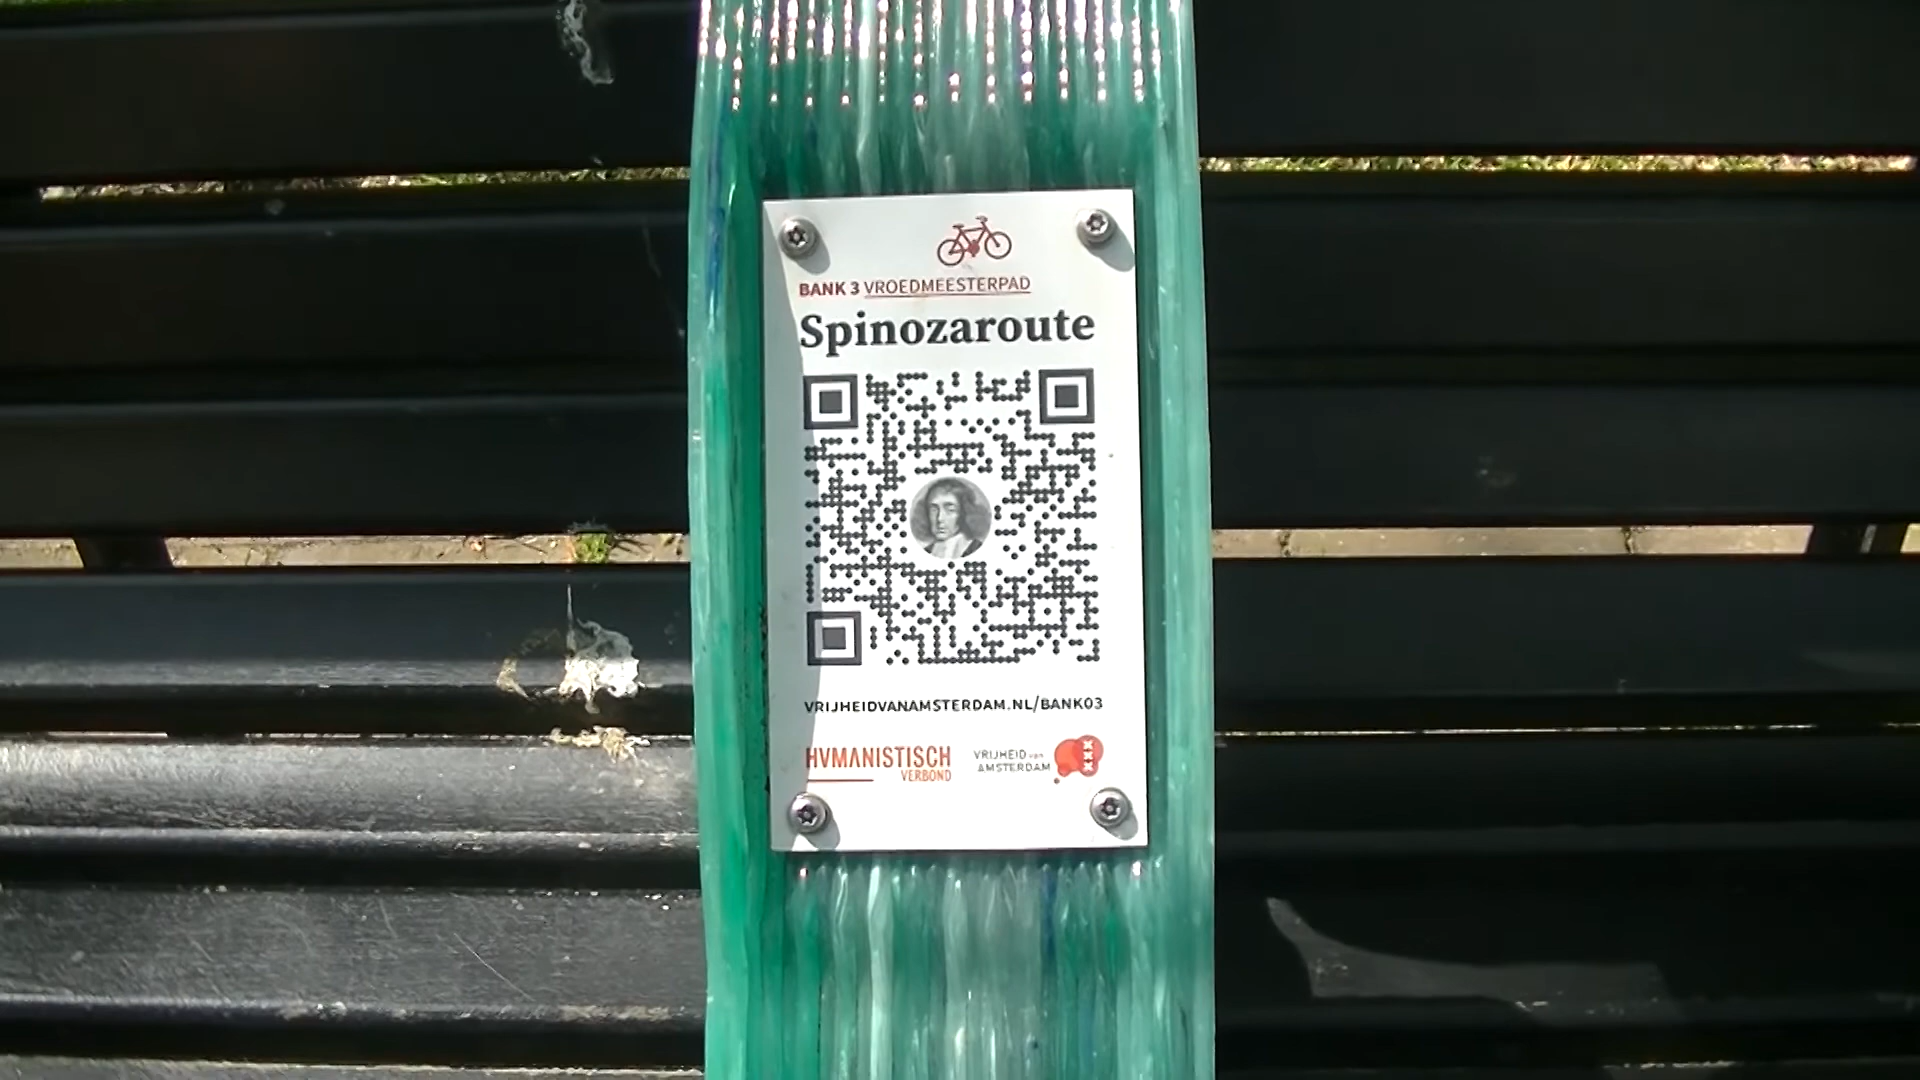 BANK 3 VROEDMEESTERPAD
Spinozaroute
VRIJHEIDVANAMSTERDAM.NL/BANK03
HVMANISTISCH
VERBOND
VRIJHEID van
AMSTERDAM